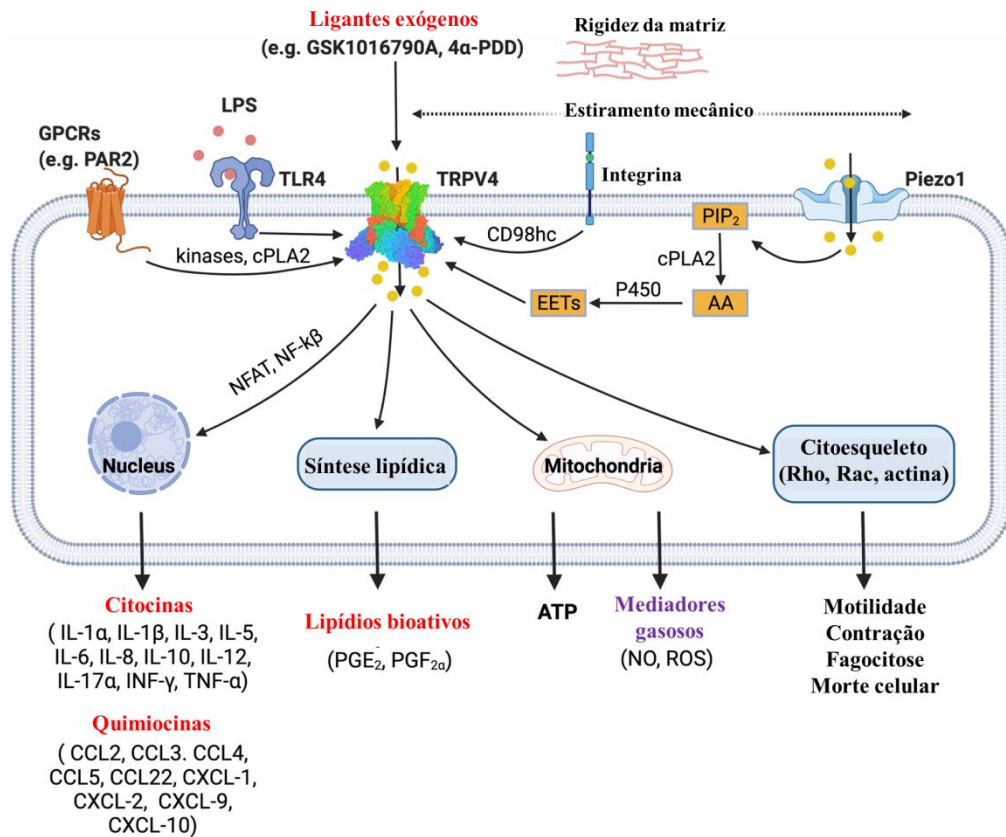 Ligantes exógenos
(e.g. GSK1016790A, 4α-PDD)
Rigidez da matriz
LPS
Estiramento mecânico
GPCRs
(e.g. PAR2)
TLR4
TRPV4
Integrina
Piezo1
PIP₂
CD98hc
kinases, cPLA2
cPLA2
EETs
P450
AA
NFAT, NF-kβ
Nucleus
Síntese lipídica
Mitochondria
Citoesqueleto
(Rho, Rac, actina)
Citocinas
( IL-1α, IL-1β, IL-3, IL-5,
IL-6, IL-8, IL-10, IL-12,
IL-17α, INF-γ, TNF-α)
Quimiocinas
( CCL2, CCL3. CCL4,
CCL5, CCL22, CXCL-1,
CXCL-2, CXCL-9,
CXCL-10)
Lipídios bioativos
(PGE₂, PGF₂α)
ATP
Mediadores
gasosos
(NO, ROS)
Motilidade
Contração
Fagocitose
Morte celular